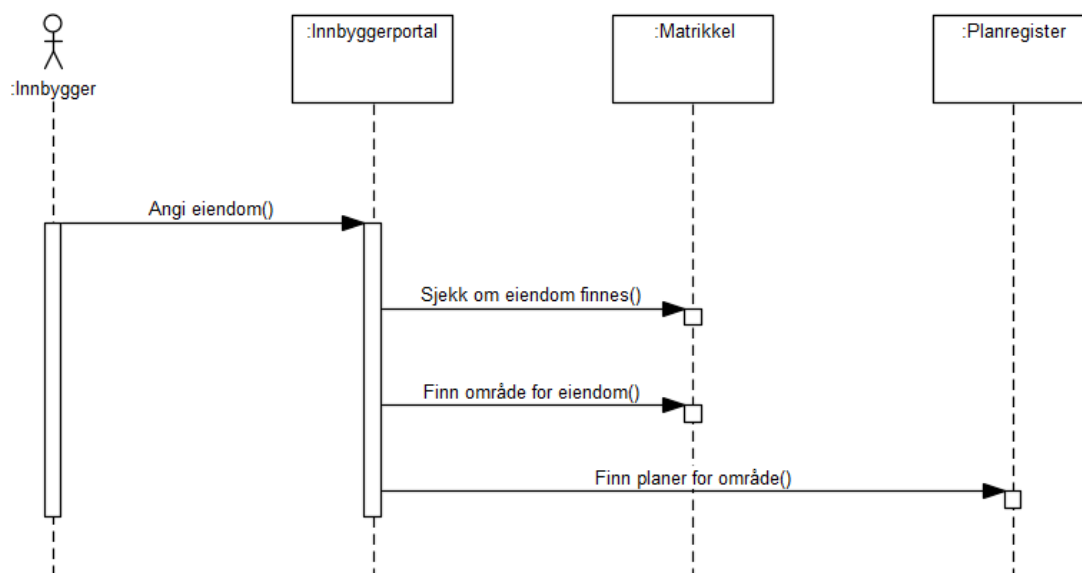 :Innbygger
:Innbyggerportal
:Matrikkel
:Planregister
Angi eiendom()
Sjekk om eiendom finnes()
Finn område for eiendom()
Finn planer for område()